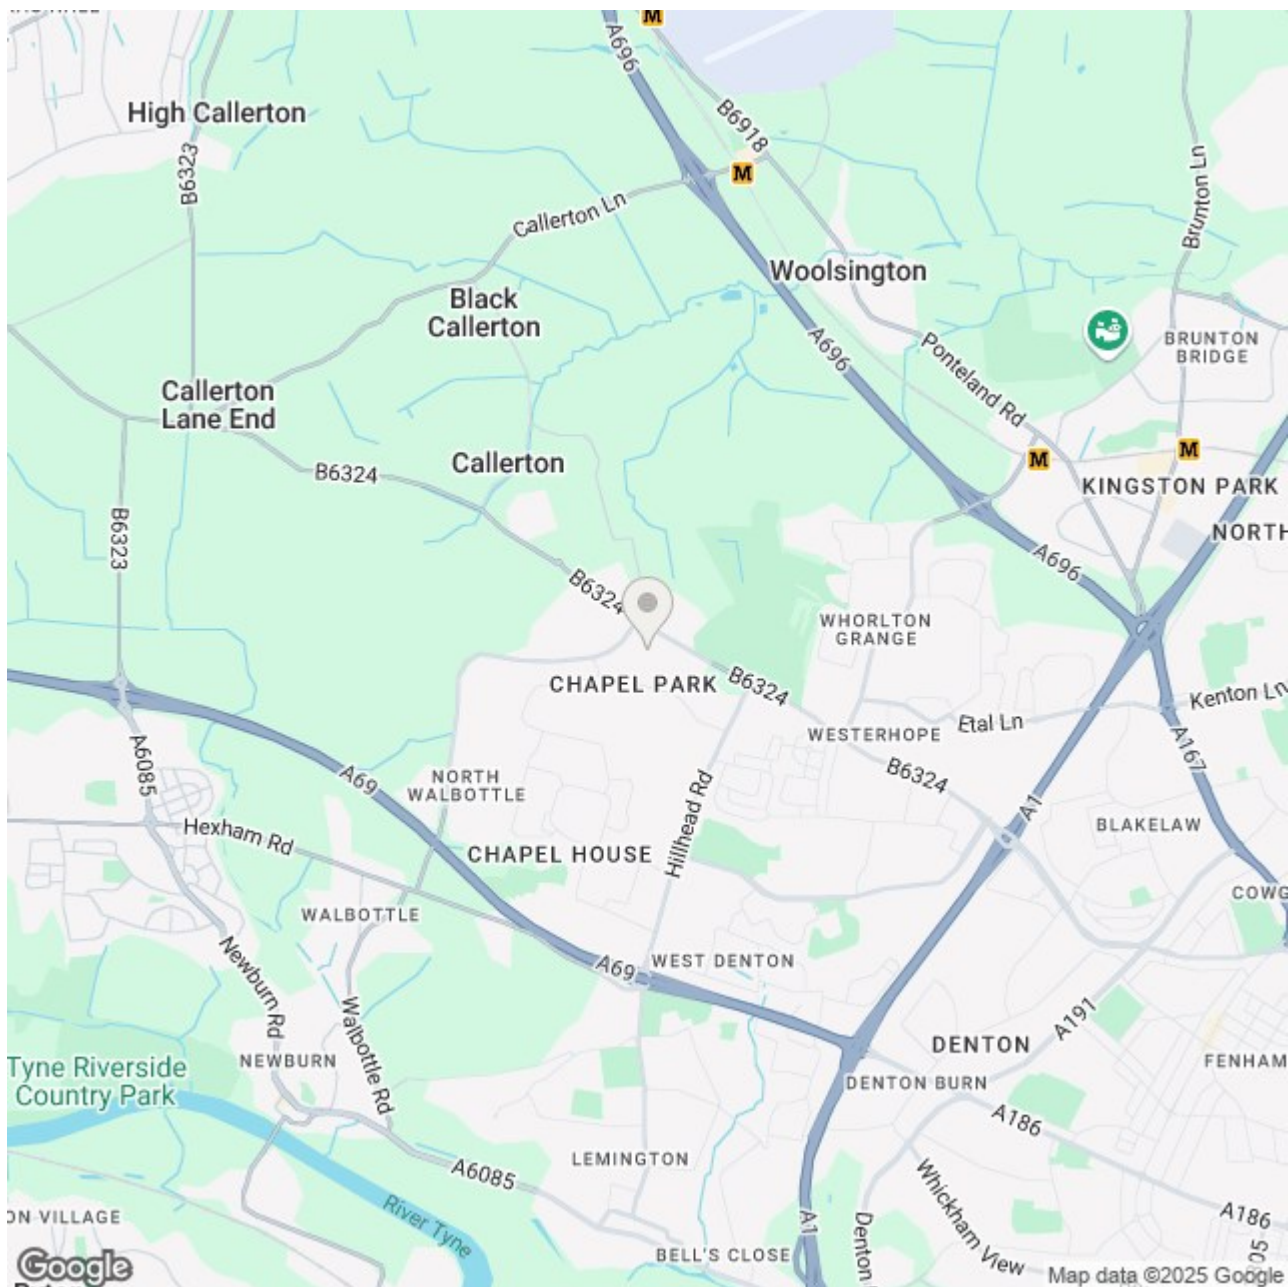 M
A696
High Callerton
B6918
B6323
M
Callerton Ln
Brunton Ln
Woolsington
Black
Callerton
A696
Ponteland Rd
BRUNTON
BRIDGE
Callerton
Lane End
B6324
Callerton
M
M
KINGSTON PARK
B6323
NORTH
A696
B6324
WHORLTON
GRANGE
CHAPEL PARK
B6324
Kenton Ln
Etal Ln
WESTERHOPE
A167
A6085
A69
NORTH
WALBOTTLE
B6324
Hillhead Rd
A1
Hexham Rd
BLAKELAW
CHAPEL HOUSE
COWG
WALBOTTLE
Newburn Rd
A69
WEST DENTON
Walbottle Rd
A191
DENTON
Tyne Riverside
Country Park
NEWBURN
FENHAM
DENTON BURN
A186
LEMINGTON
A6085
Whickham View
River Tyne
ON VILLAGE
A1
Denton
A186
BELL'S CLOSE
Google
Map data ©2025 Google